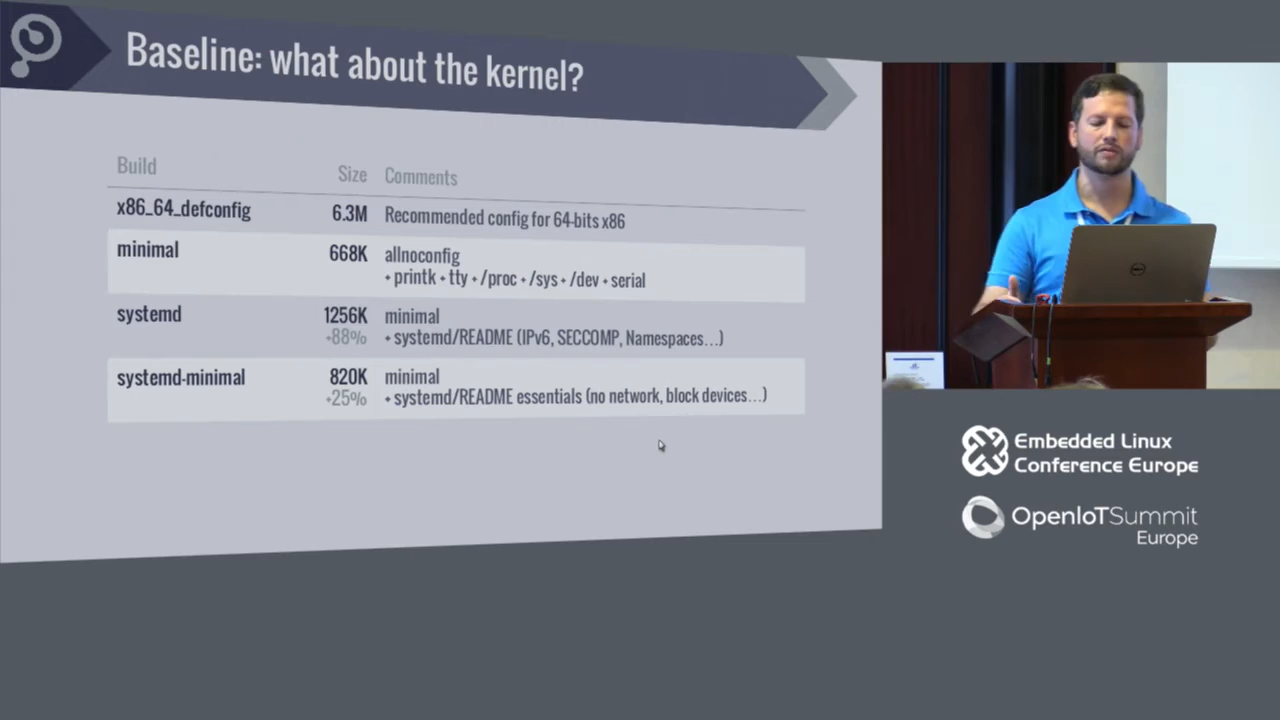 Baseline: what about the kernel?
Build Size Comments
x86_64_defconfig 6.3M Recommended config for 64-bits x86
minimal 668K allnoconfig
+ printk + tty + /proc + /sys + /dev + serial
systemd 1256K minimal
+88% + systemd/README (IPv6, SECCOMP, Namespaces…)
systemd-minimal 820K minimal
+25% + systemd/README essentials (no network, block devices…)
DELL
Embedded Linux
Conference Europe
OpenIoTSummit
Europe